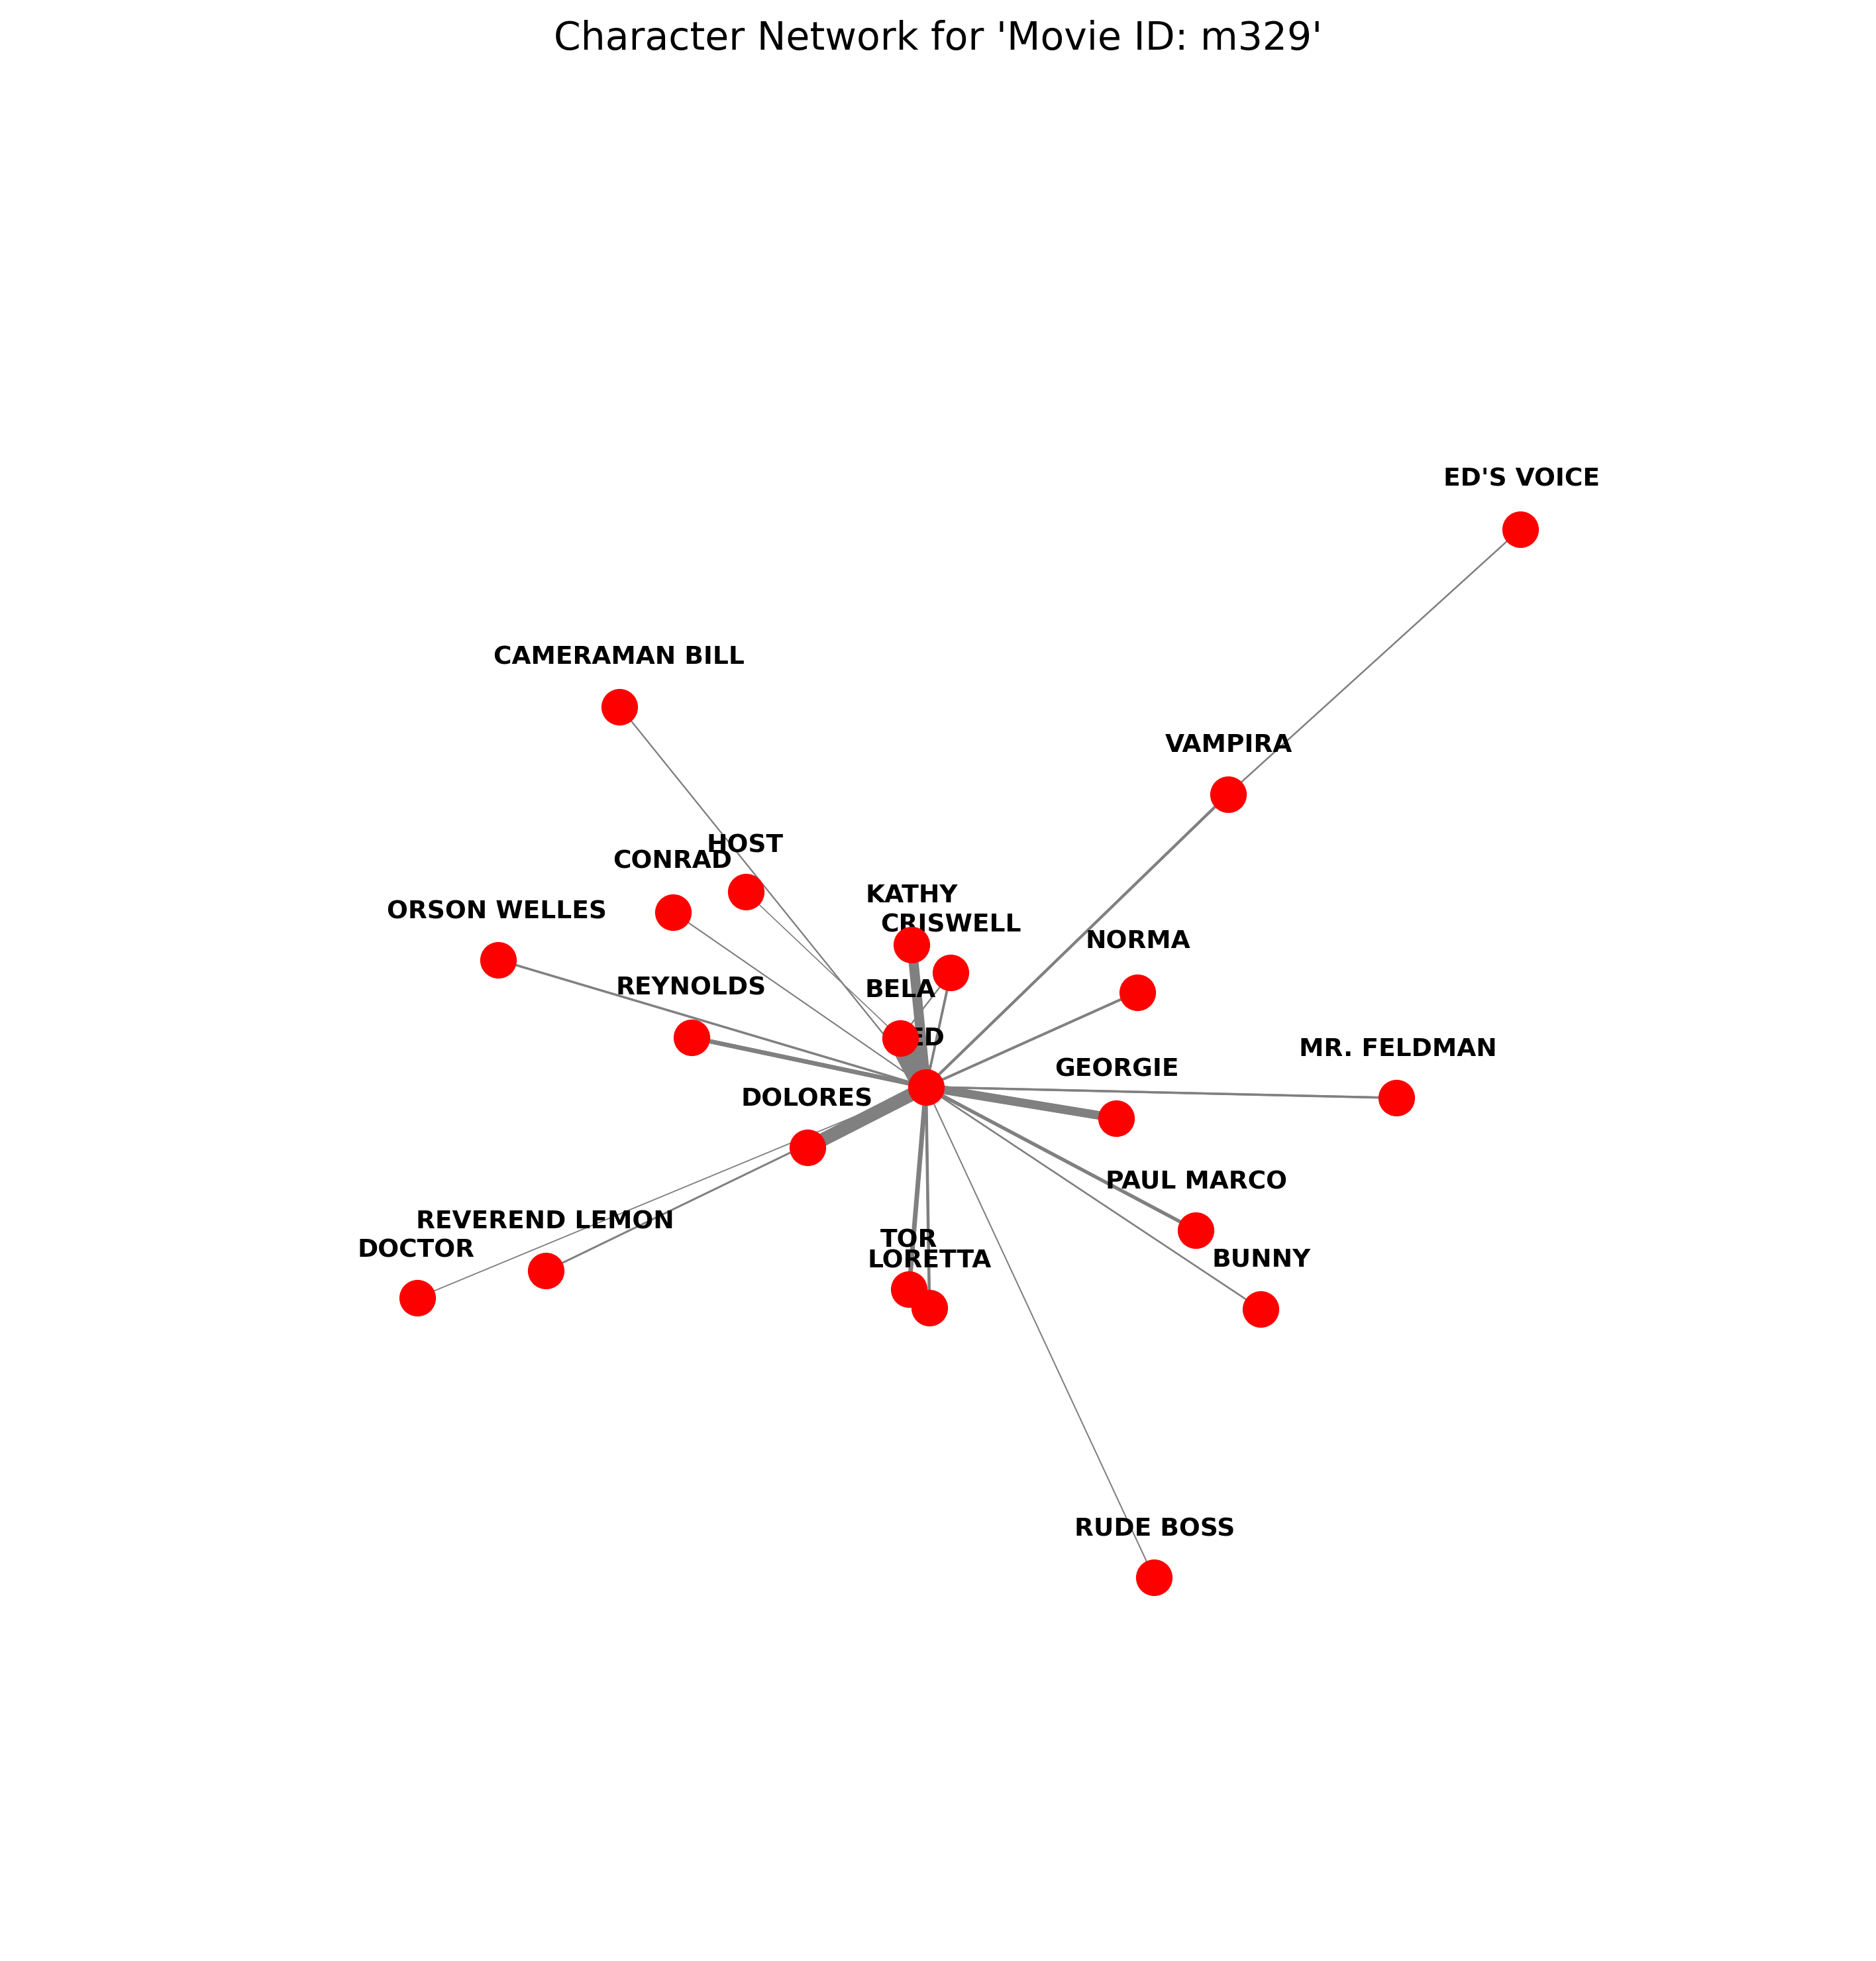 Character Network for 'Movie ID: m329'
ED'S VOICE
CAMERAMAN BILL
VAMPIRA
HOST
CONRAD
KATHY
ORSON WELLES
CRISWELL
NORMA
REYNOLDS
BELA
ED
MR. FELDMAN
GEORGIE
DOLORES
PAUL MARCO
REVEREND LEMON
TOR
DOCTOR
LORETTA
BUNNY
RUDE BOSS